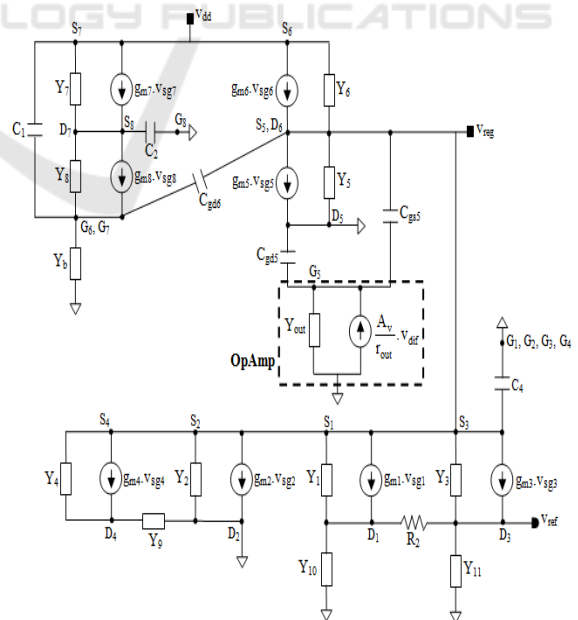 LOGY PUBLICATIONS
Vdd
S7
S6
Y7
gm7.vsg7
gm6.vsg6
Y6
C1
D7
S8
G8
C2
S5, D6
vreg
Y8
gm8.vsg8
Cgd6
gm5.vsg5
Y5
Cgs5
G6, G7
D5
Yb
Cgd5
G5
Yout
Av/rout . vdif
OpAmp
G1, G2, G3, G4
C4
S4
S2
S1
S3
Y4
gm4.vsg4
Y2
gm2.vsg2
Y1
gm1.vsg1
Y3
gm3.vsg3
D4
Y9
D2
D1
R2
D3
vref
Y10
Y11